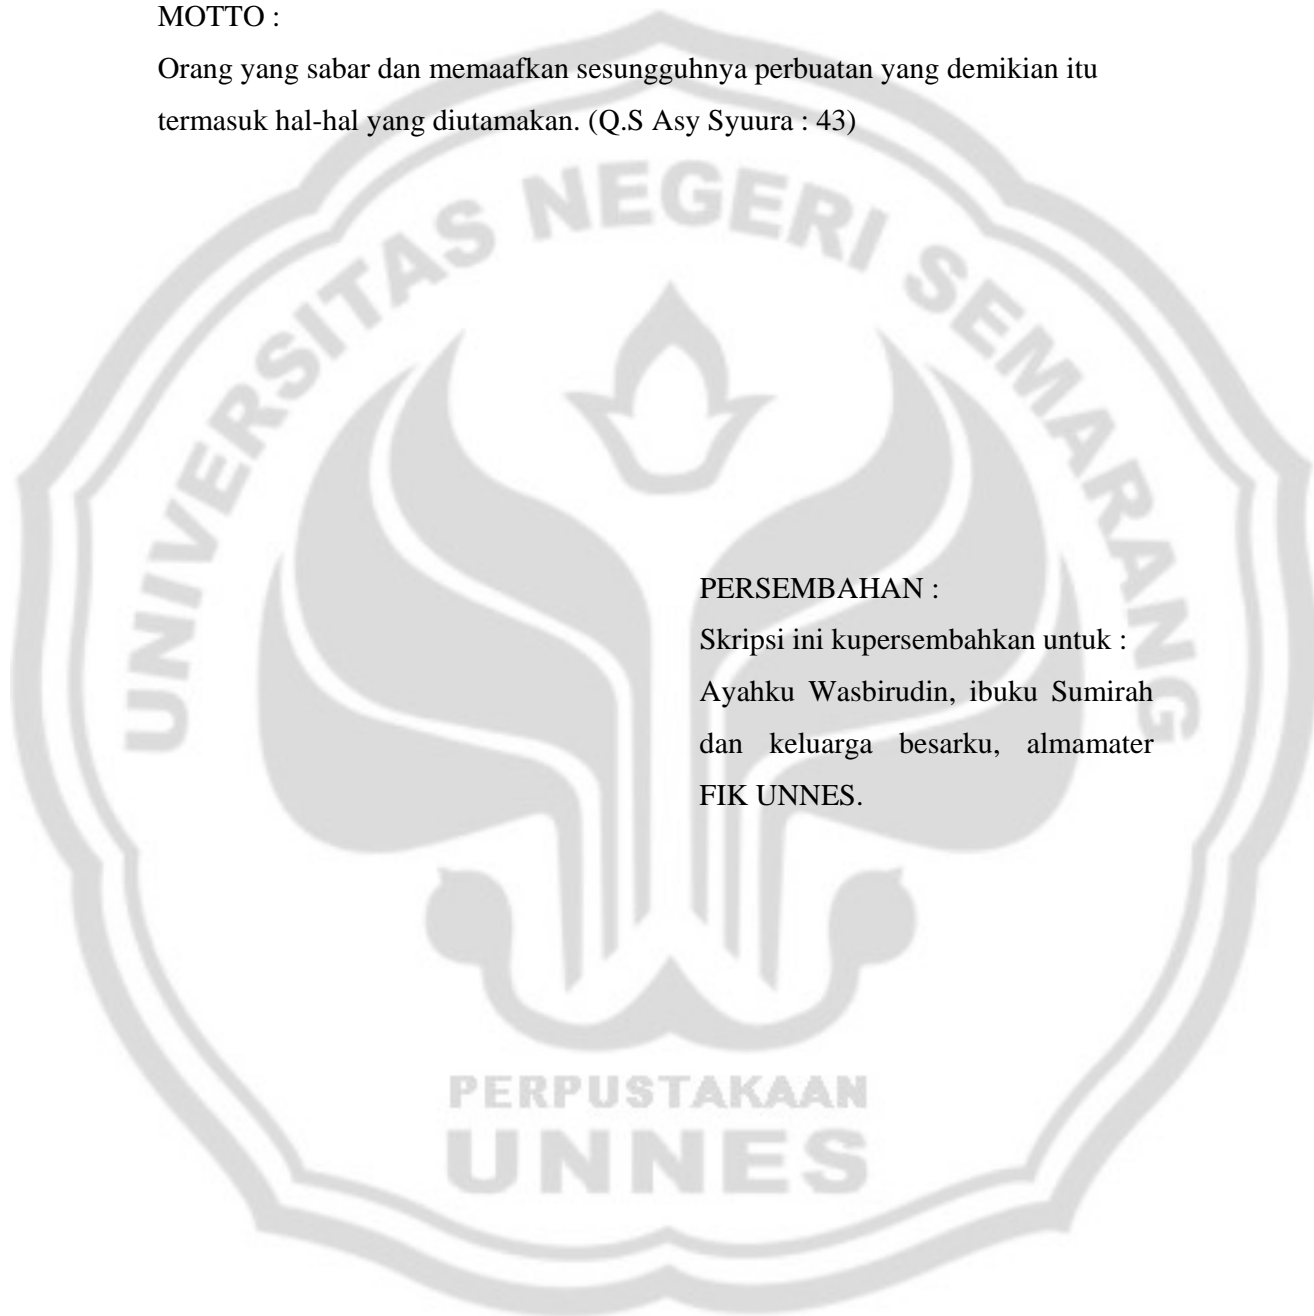 MOTTO :
Orang yang sabar dan memaafkan sesungguhnya perbuatan yang demikian itu
termasuk hal-hal yang diutamakan. (Q.S Asy Syuura : 43)
UNIVERSITAS NEGERI SEMARANG
PERSEMBAHAN :
Skripsi ini kupersembahkan untuk :
Ayahku Wasbirudin, ibuku Sumirah
dan keluarga besarku, almamater
FIK UNNES.
PERPUSTAKAAN
UNNES